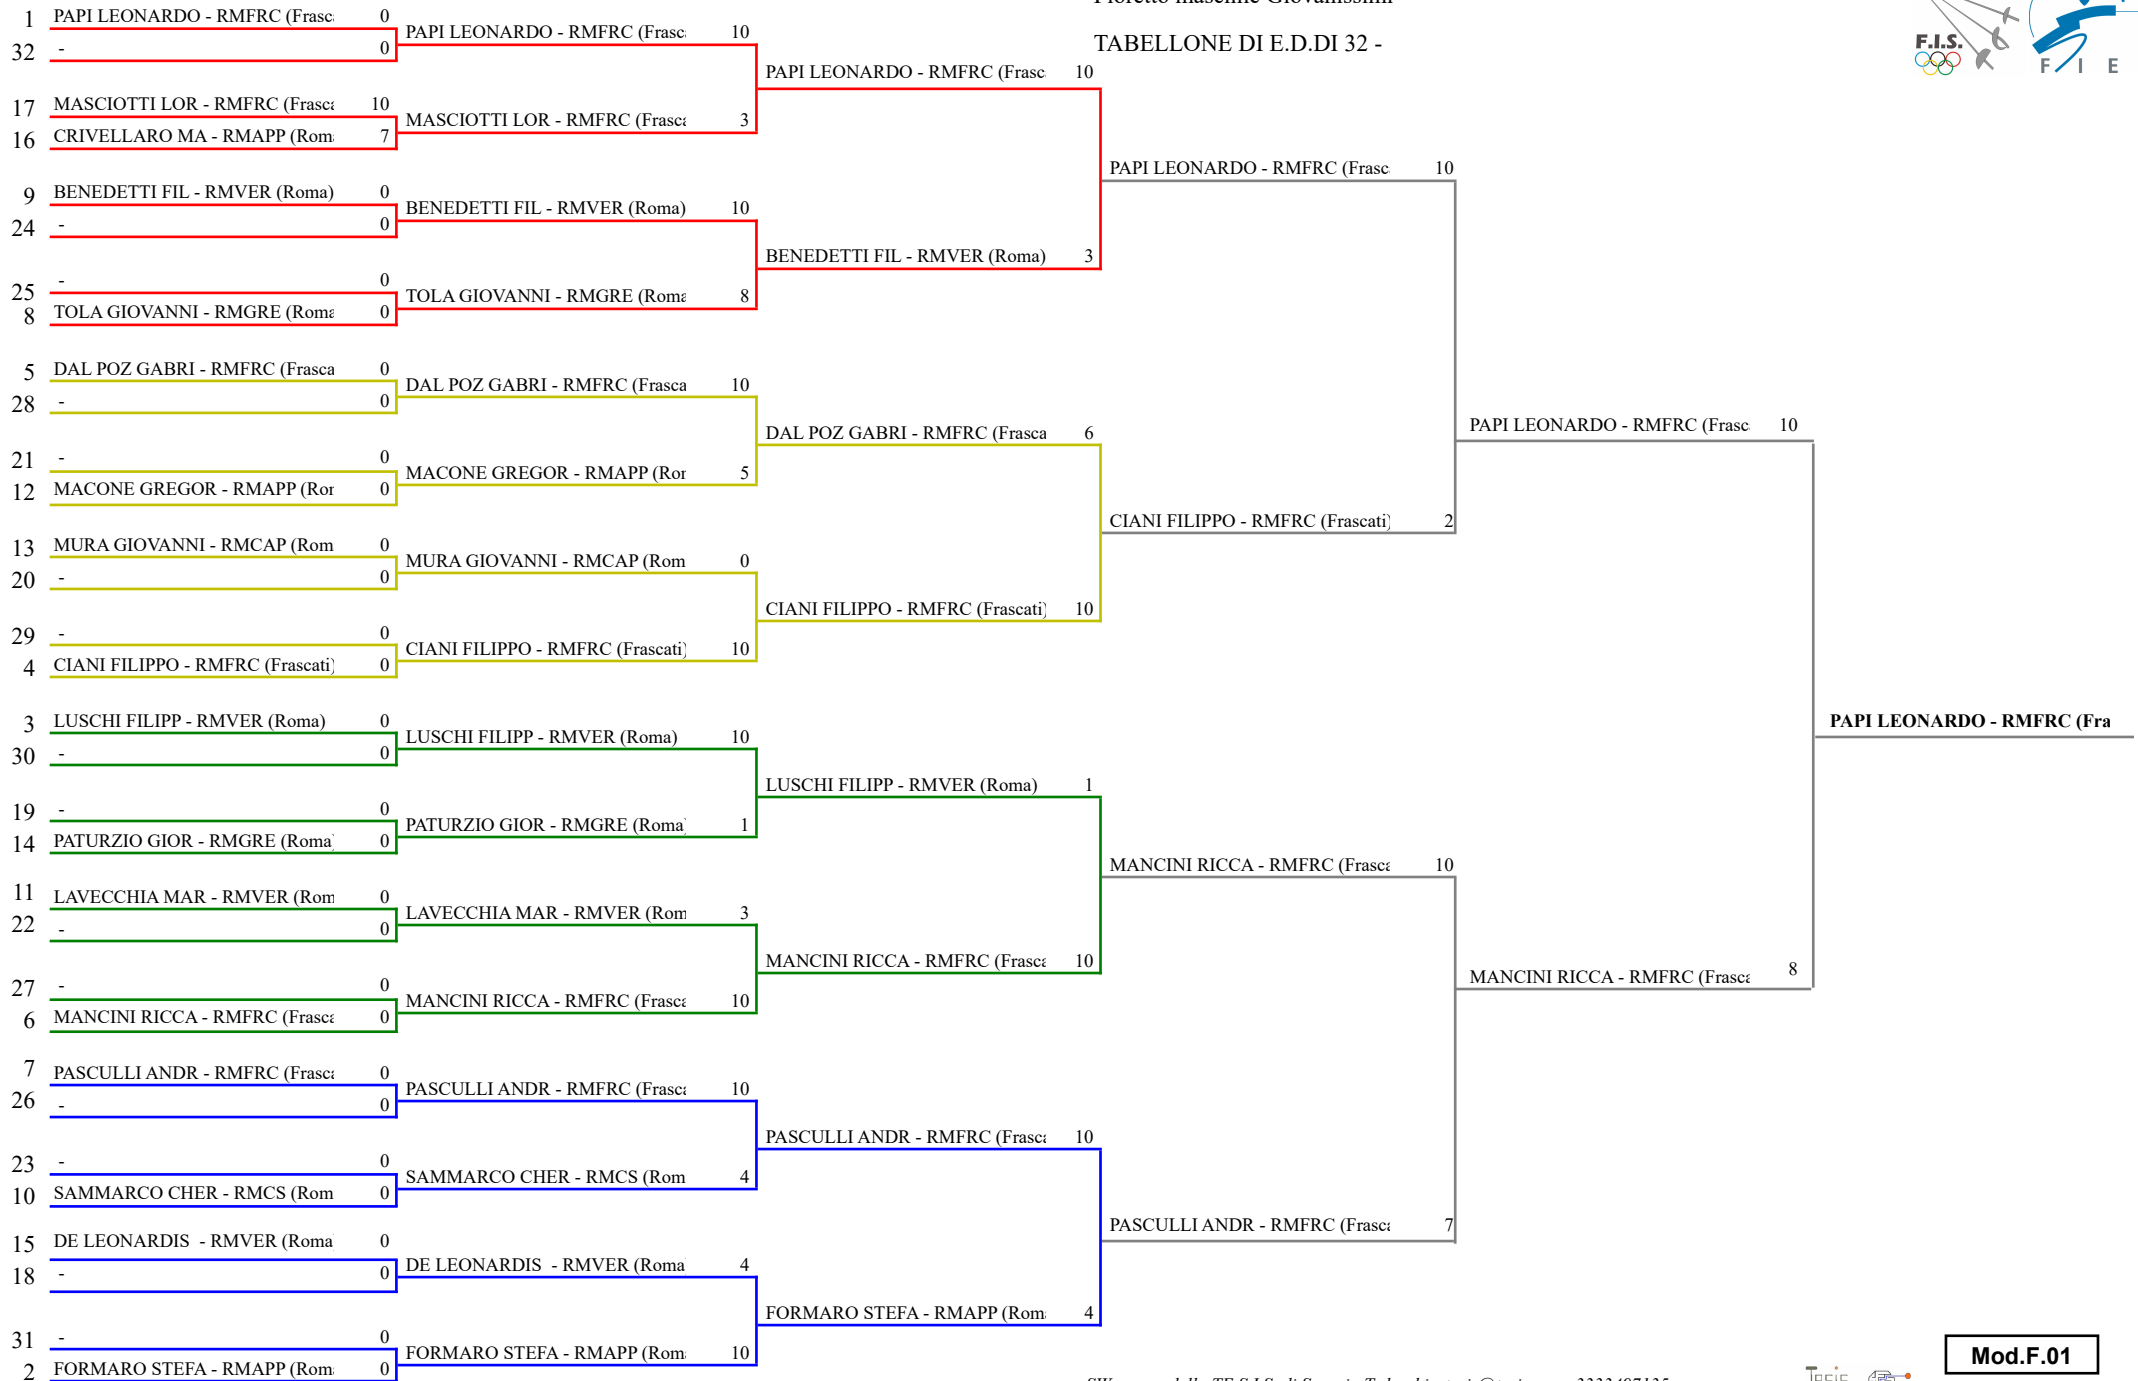 Fioretto maschile Giovanissimi
TABELLONE DI E.D.DI 32 -
F.I.S.
F I E
1 PAPI LEONARDO - RMFRC (Frasc 0
32 - 0
PAPI LEONARDO - RMFRC (Frasc 10
PAPI LEONARDO - RMFRC (Frasc 10
17 MASCIOTTI LOR - RMFRC (Frasca 10
16 CRIVELLARO MA - RMAPP (Rom 7
MASCIOTTI LOR - RMFRC (Frasca 3
PAPI LEONARDO - RMFRC (Frasc 10
9 BENEDETTI FIL - RMVER (Roma) 0
24 - 0
BENEDETTI FIL - RMVER (Roma) 10
BENEDETTI FIL - RMVER (Roma) 3
25 - 0
8 TOLA GIOVANNI - RMGRE (Roma 0
TOLA GIOVANNI - RMGRE (Roma 8
5 DAL POZ GABRI - RMFRC (Frasca 0
28 - 0
DAL POZ GABRI - RMFRC (Frasca 10
DAL POZ GABRI - RMFRC (Frasca 6
PAPI LEONARDO - RMFRC (Frasc 10
21 - 0
12 MACONE GREGOR - RMAPP (Ror 0
MACONE GREGOR - RMAPP (Ror 5
CIANI FILIPPO - RMFRC (Frascati) 2
13 MURA GIOVANNI - RMCAP (Rom 0
20 - 0
MURA GIOVANNI - RMCAP (Rom 0
CIANI FILIPPO - RMFRC (Frascati) 10
29 - 0
4 CIANI FILIPPO - RMFRC (Frascati) 0
CIANI FILIPPO - RMFRC (Frascati) 10
3 LUSCHI FILIPP - RMVER (Roma) 0
30 - 0
LUSCHI FILIPP - RMVER (Roma) 10
LUSCHI FILIPP - RMVER (Roma) 1
PAPI LEONARDO - RMFRC (Fra
19 - 0
14 PATURZIO GIOR - RMGRE (Roma) 0
PATURZIO GIOR - RMGRE (Roma) 1
MANCINI RICCA - RMFRC (Frasca 10
11 LAVECCHIA MAR - RMVER (Rom 0
22 - 0
LAVECCHIA MAR - RMVER (Rom 3
MANCINI RICCA - RMFRC (Frasca 10
27 - 0
6 MANCINI RICCA - RMFRC (Frasca 0
MANCINI RICCA - RMFRC (Frasca 10
MANCINI RICCA - RMFRC (Frasca 8
7 PASCULLI ANDR - RMFRC (Frasca 0
26 - 0
PASCULLI ANDR - RMFRC (Frasca 10
PASCULLI ANDR - RMFRC (Frasca 10
23 - 0
10 SAMMARCO CHER - RMCS (Rom 0
SAMMARCO CHER - RMCS (Rom 4
PASCULLI ANDR - RMFRC (Frasca 7
15 DE LEONARDIS - RMVER (Roma 0
18 - 0
DE LEONARDIS - RMVER (Roma 4
FORMARO STEFA - RMAPP (Rom 4
31 - 0
2 FORMARO STEFA - RMAPP (Rom 0
FORMARO STEFA - RMAPP (Rom 10
Mod.F.01